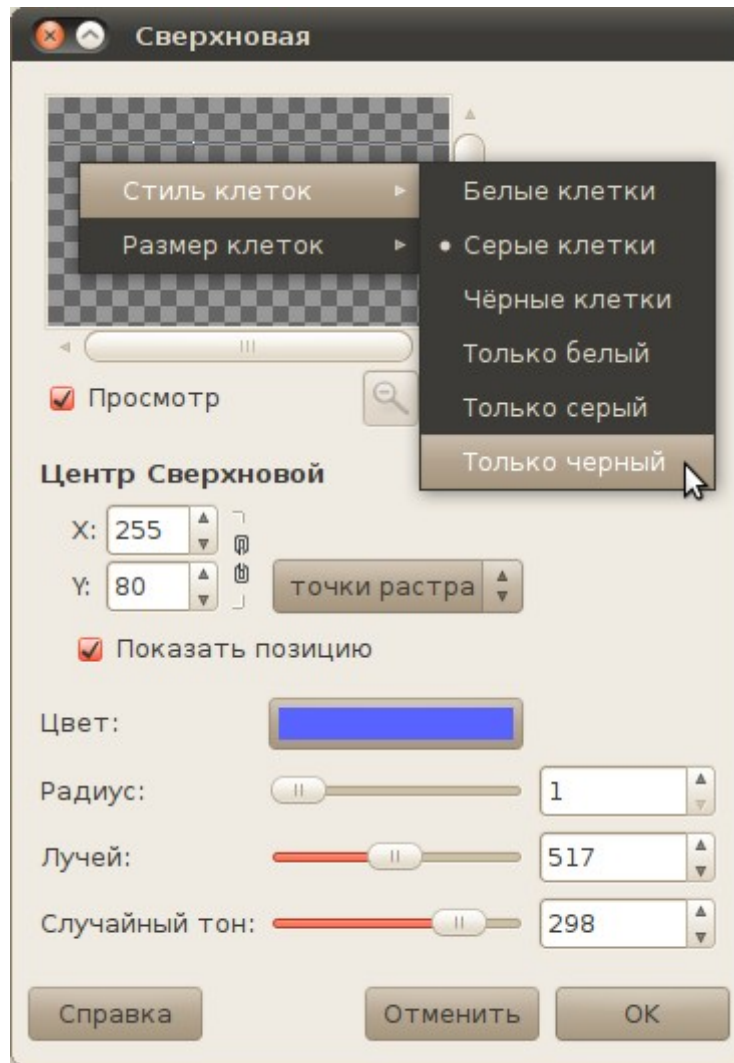 Сверхновая
Стиль клеток
Размер клеток
Белые клетки
Серые клетки
Чёрные клетки
Только белый
Только серый
Только черный
Просмотр
Центр Сверхновой
X: 255
Y: 80
точки растра
Показать позицию
Цвет:
Радиус: 1
Лучей: 517
Случайный тон: 298
Справка Отменить OK